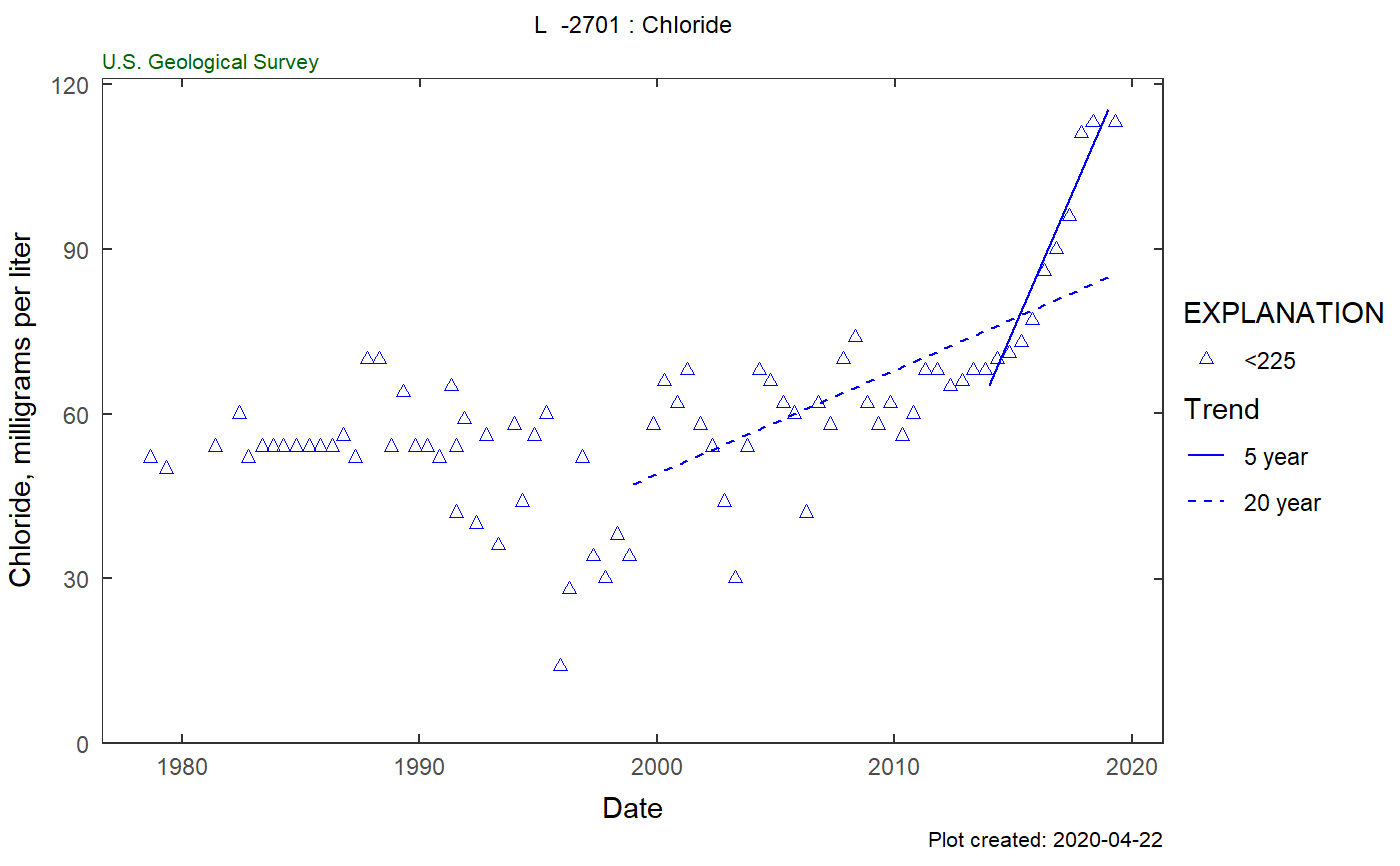 L  -2701 : Chloride
U.S. Geological Survey
120
90
60
30
0
Chloride, milligrams per liter
1980 1990 2000 2010 2020
Date
EXPLANATION
<225
Trend
5 year
20 year
Plot created: 2020-04-22